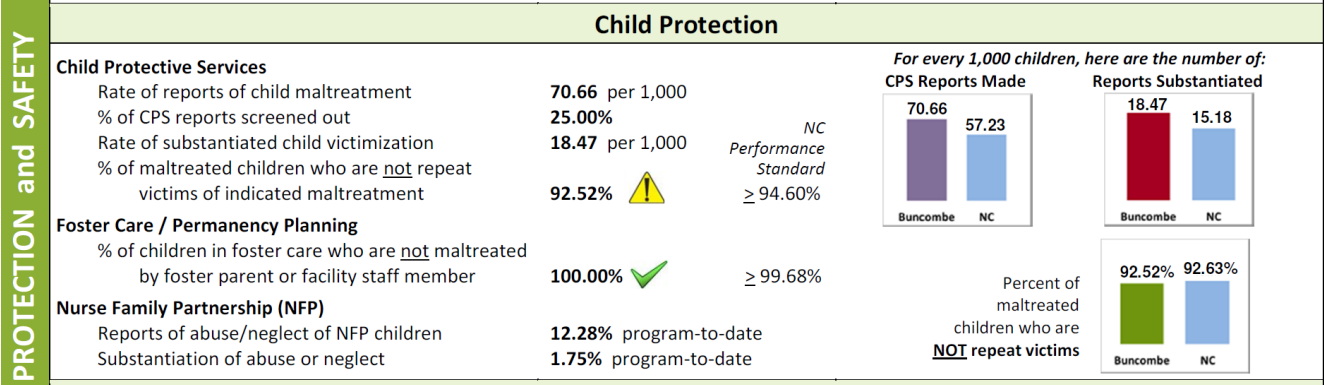 PROTECTION and SAFETY
Child Protection
Child Protective Services
Rate of reports of child maltreatment 70.66 per 1,000
% of CPS reports screened out 25.00%
Rate of substantiated child victimization 18.47 per 1,000
% of maltreated children who are not repeat
victims of indicated maltreatment 92.52% ≥ 94.60%
NC
Performance
Standard
Foster Care / Permanency Planning
% of children in foster care who are not maltreated
by foster parent or facility staff member 100.00% ≥ 99.68%
Nurse Family Partnership (NFP)
Reports of abuse/neglect of NFP children 12.28% program-to-date
Substantiation of abuse or neglect 1.75% program-to-date
For every 1,000 children, here are the number of:
CPS Reports Made
70.66
57.23
Buncombe NC
Reports Substantiated
18.47
15.18
Buncombe NC
Percent of
maltreated
children who are
NOT repeat victims
92.52% 92.63%
Buncombe NC